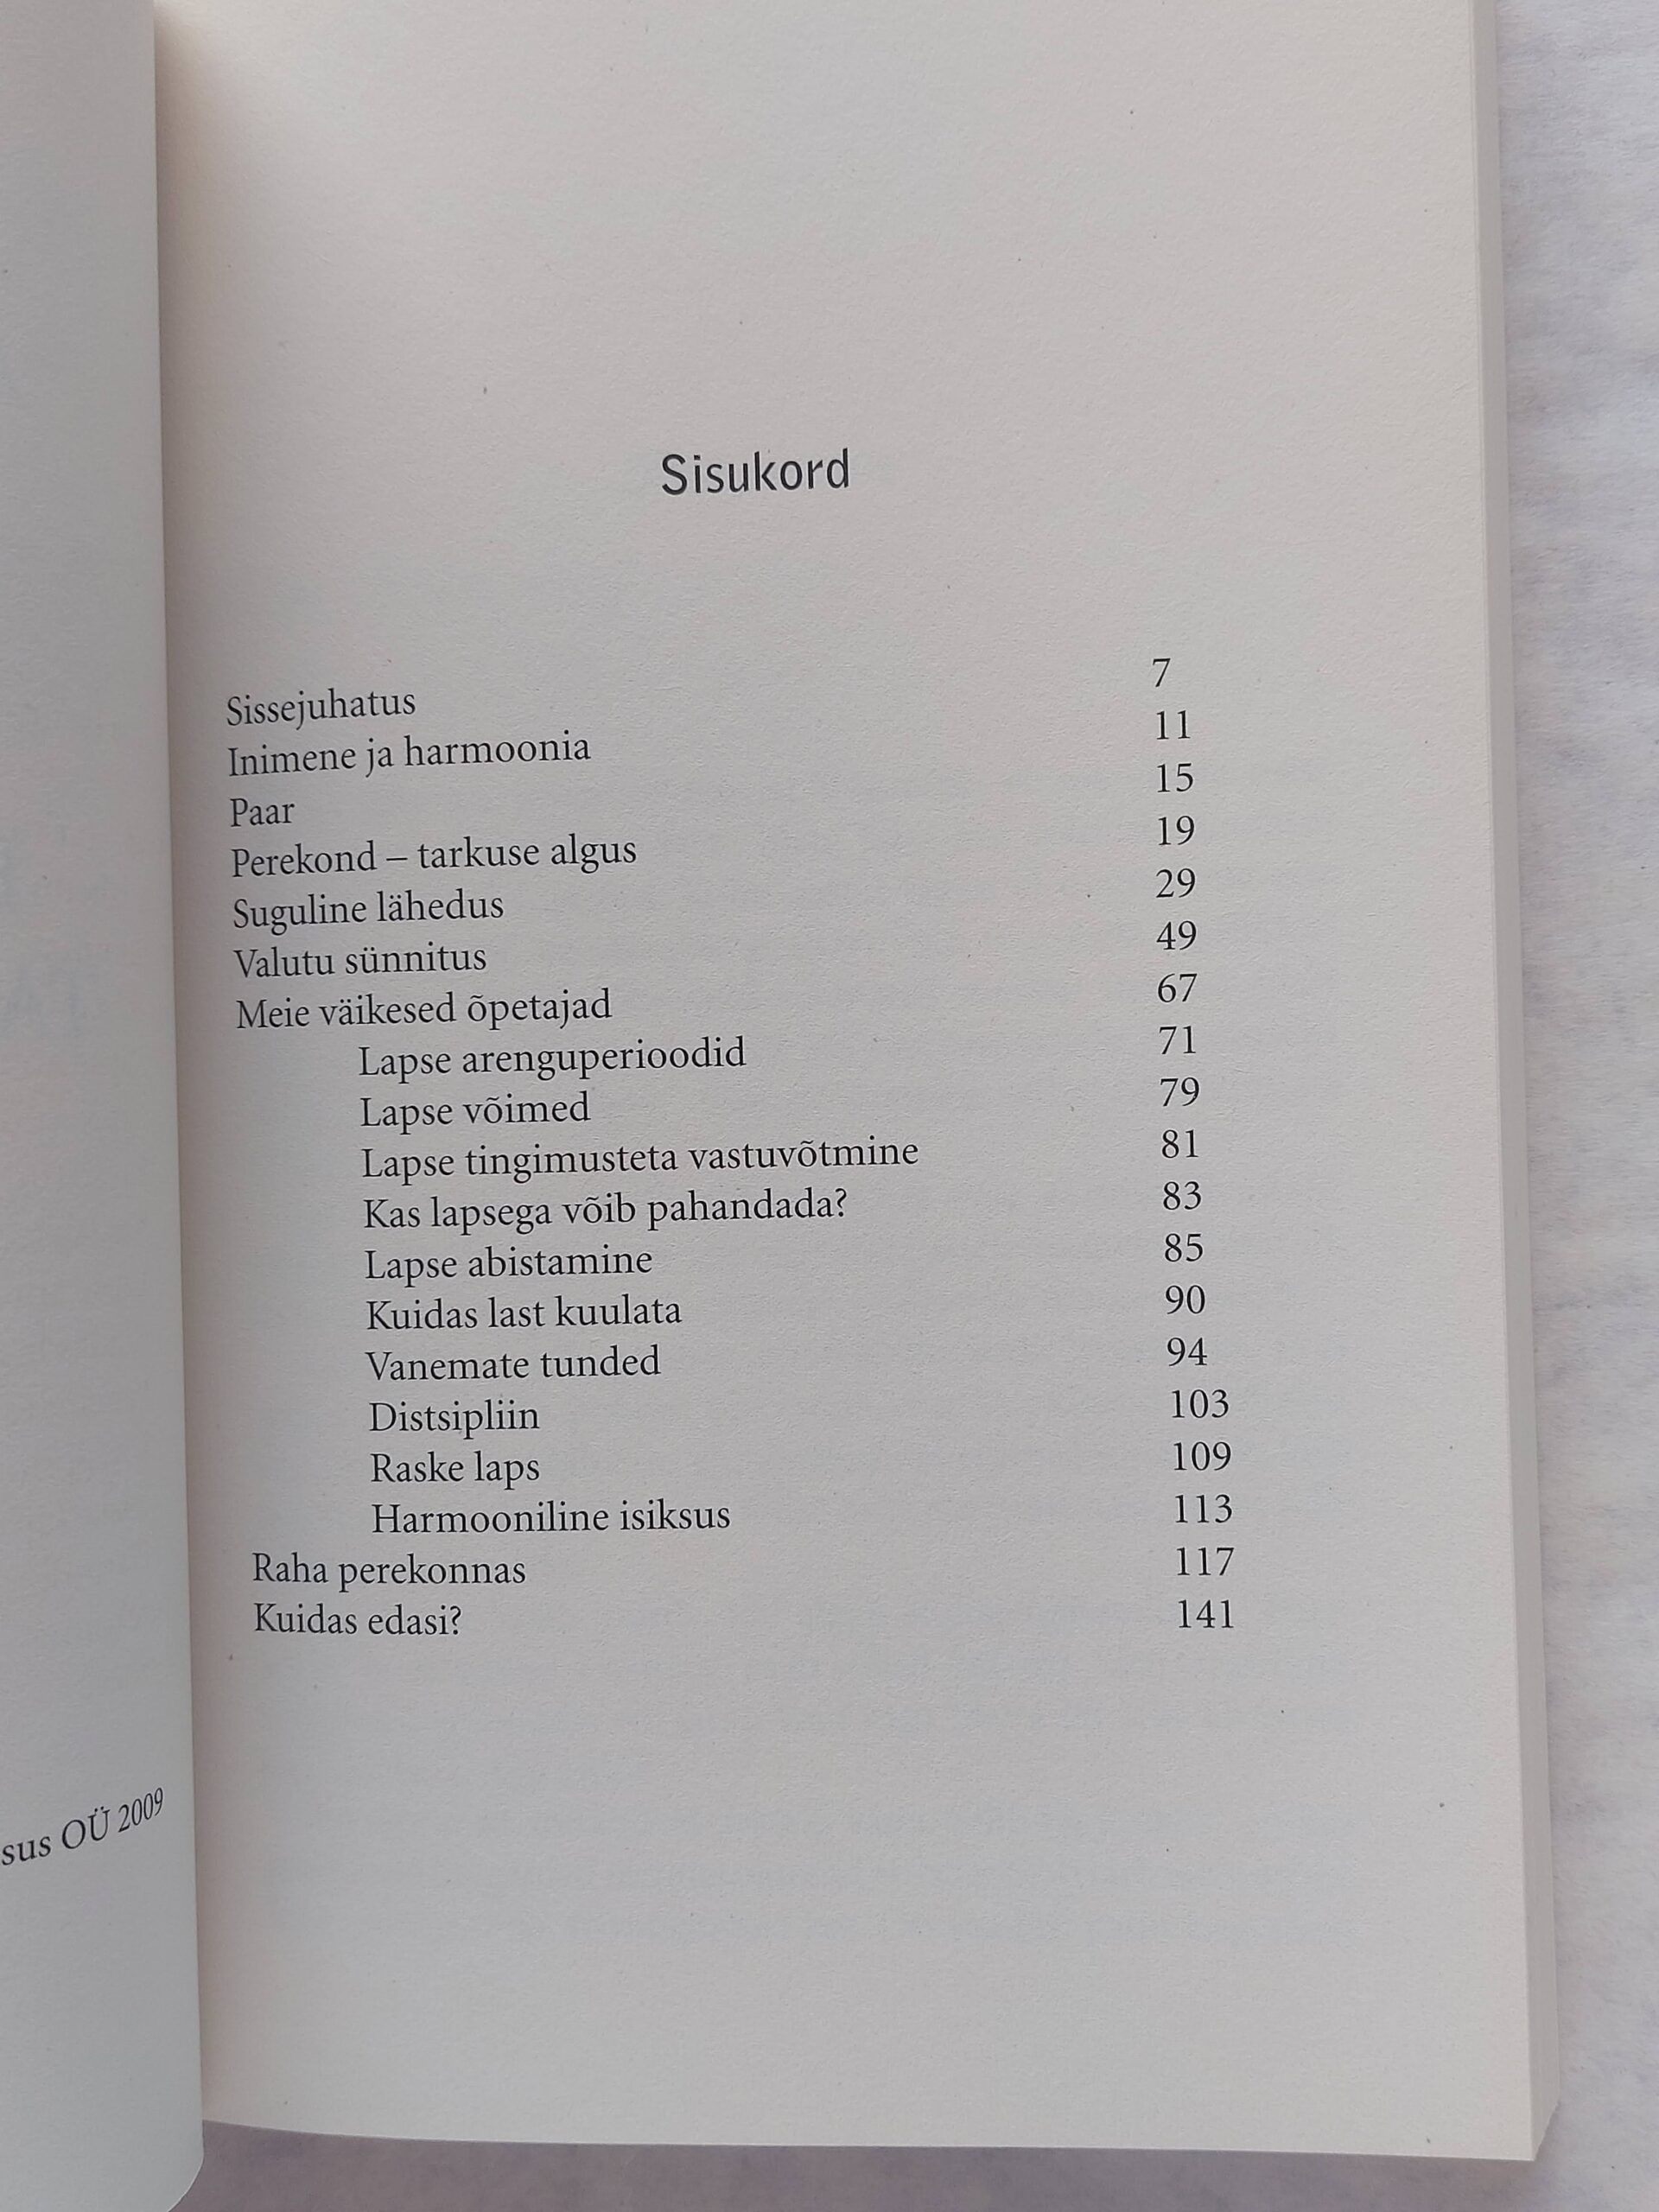 Sisukord
Sissejuhatus 7
Inimene ja harmoonia 11
Paar 15
Perekond – tarkuse algus 19
Suguline lähedus 29
Valutu sünnitus 49
Meie väikesed õpetajad 67
Lapse arenguperioodid 71
Lapse võimed 79
Lapse tingimusteta vastuvõtmine 81
Kas lapsega võib pahandada? 83
Lapse abistamine 85
Kuidas last kuulata 90
Vanemate tunded 94
Distsipliin 103
Raske laps 109
Harmooniline isiksus 113
Raha perekonnas 117
Kuidas edasi? 141
sus OÜ 2009